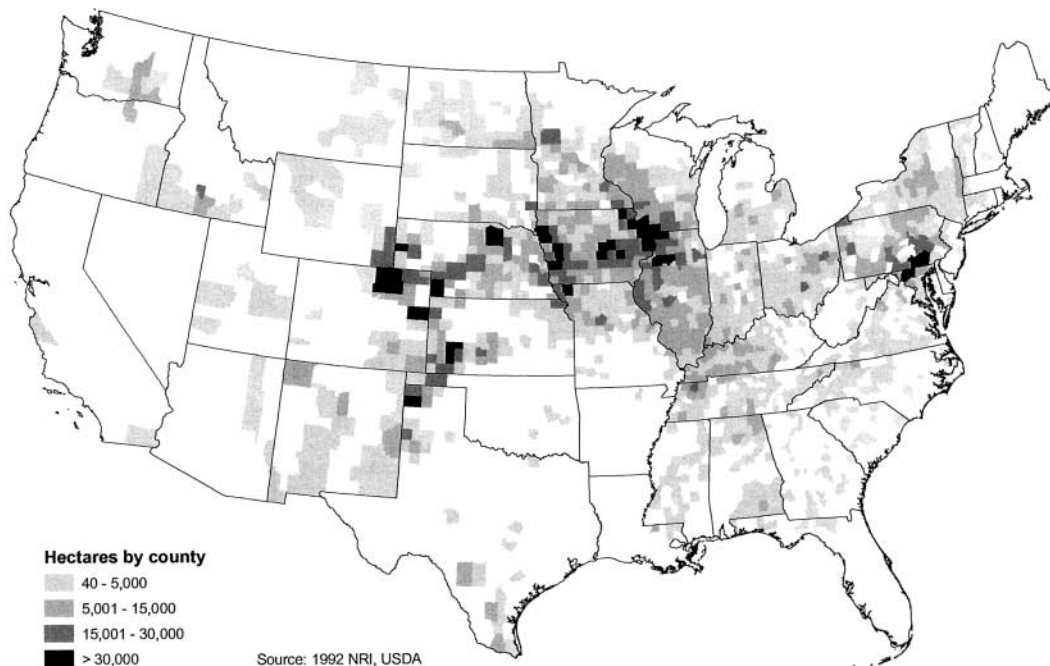 Hectares by county
40 - 5,000
5,001 - 15,000
15,001 - 30,000
> 30,000
Source: 1992 NRI, USDA